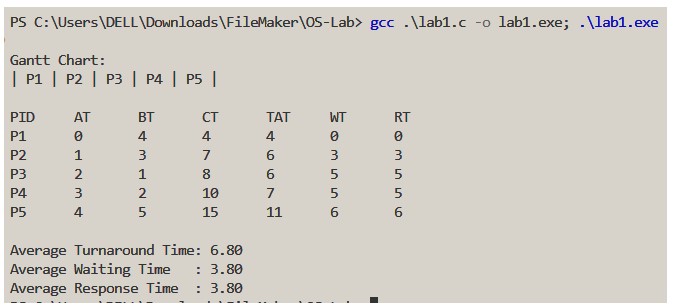 PS C:\Users\DELL\Downloads\FileMaker\OS-Lab> gcc .\lab1.c -o lab1.exe; .\lab1.exe
Gantt Chart:
| P1 | P2 | P3 | P4 | P5 |
PID AT BT CT TAT WT RT
P1 0 4 4 4 0 0
P2 1 3 7 6 3 3
P3 2 1 8 6 5 5
P4 3 2 10 7 5 5
P5 4 5 15 11 6 6
Average Turnaround Time: 6.80
Average Waiting Time   : 3.80
Average Response Time  : 3.80